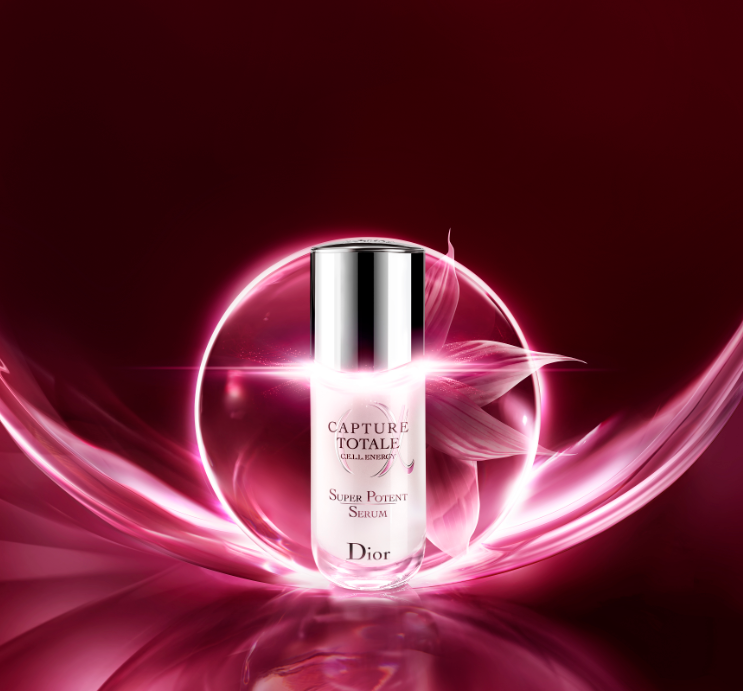 CAPTURE
TOTALE
CELL ENERGY
SUPER POTENT
SERUM
Dior